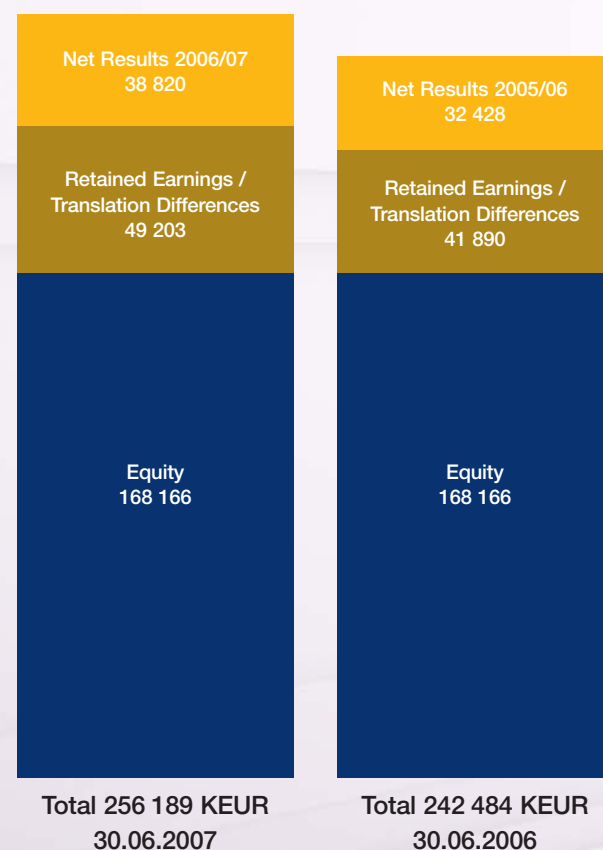 Net Results 2006/07
38 820
Retained Earnings /
Translation Differences
49 203
Equity
168 166
Total 256 189 KEUR
30.06.2007
Net Results 2005/06
32 428
Retained Earnings /
Translation Differences
41 890
Equity
168 166
Total 242 484 KEUR
30.06.2006